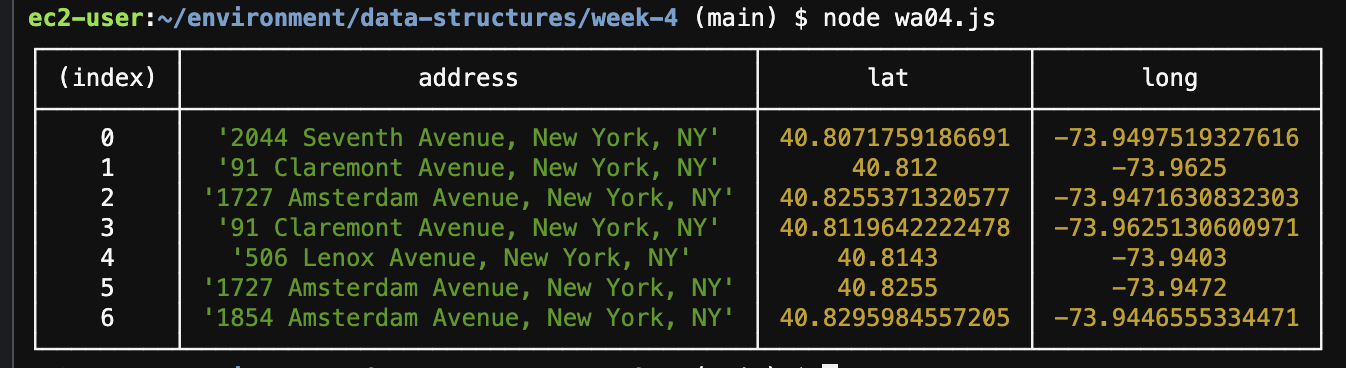 ec2-user:~/environment/data-structures/week-4 (main) $ node wa04.js
(index) address lat long
0 '2044 Seventh Avenue, New York, NY' 40.8071759186691 -73.9497519327616
1 '91 Claremont Avenue, New York, NY' 40.812 -73.9625
2 '1727 Amsterdam Avenue, New York, NY' 40.8255371320577 -73.9471630832303
3 '91 Claremont Avenue, New York, NY' 40.8119642222478 -73.9625130600971
4 '506 Lenox Avenue, New York, NY' 40.8143 -73.9403
5 '1727 Amsterdam Avenue, New York, NY' 40.8255 -73.9472
6 '1854 Amsterdam Avenue, New York, NY' 40.8295984557205 -73.9446555334471